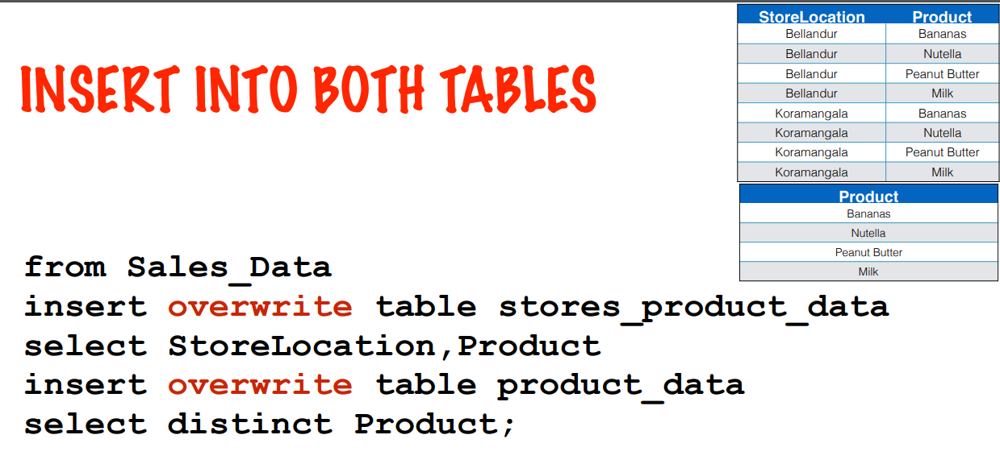 INSERT INTO BOTH TABLES
StoreLocation Product
Bellandur Bananas
Bellandur Nutella
Bellandur Peanut Butter
Bellandur Milk
Koramangala Bananas
Koramangala Nutella
Koramangala Peanut Butter
Koramangala Milk
Product
Bananas
Nutella
Peanut Butter
Milk
from Sales_Data
insert overwrite table stores_product_data
select StoreLocation,Product
insert overwrite table product_data
select distinct Product;